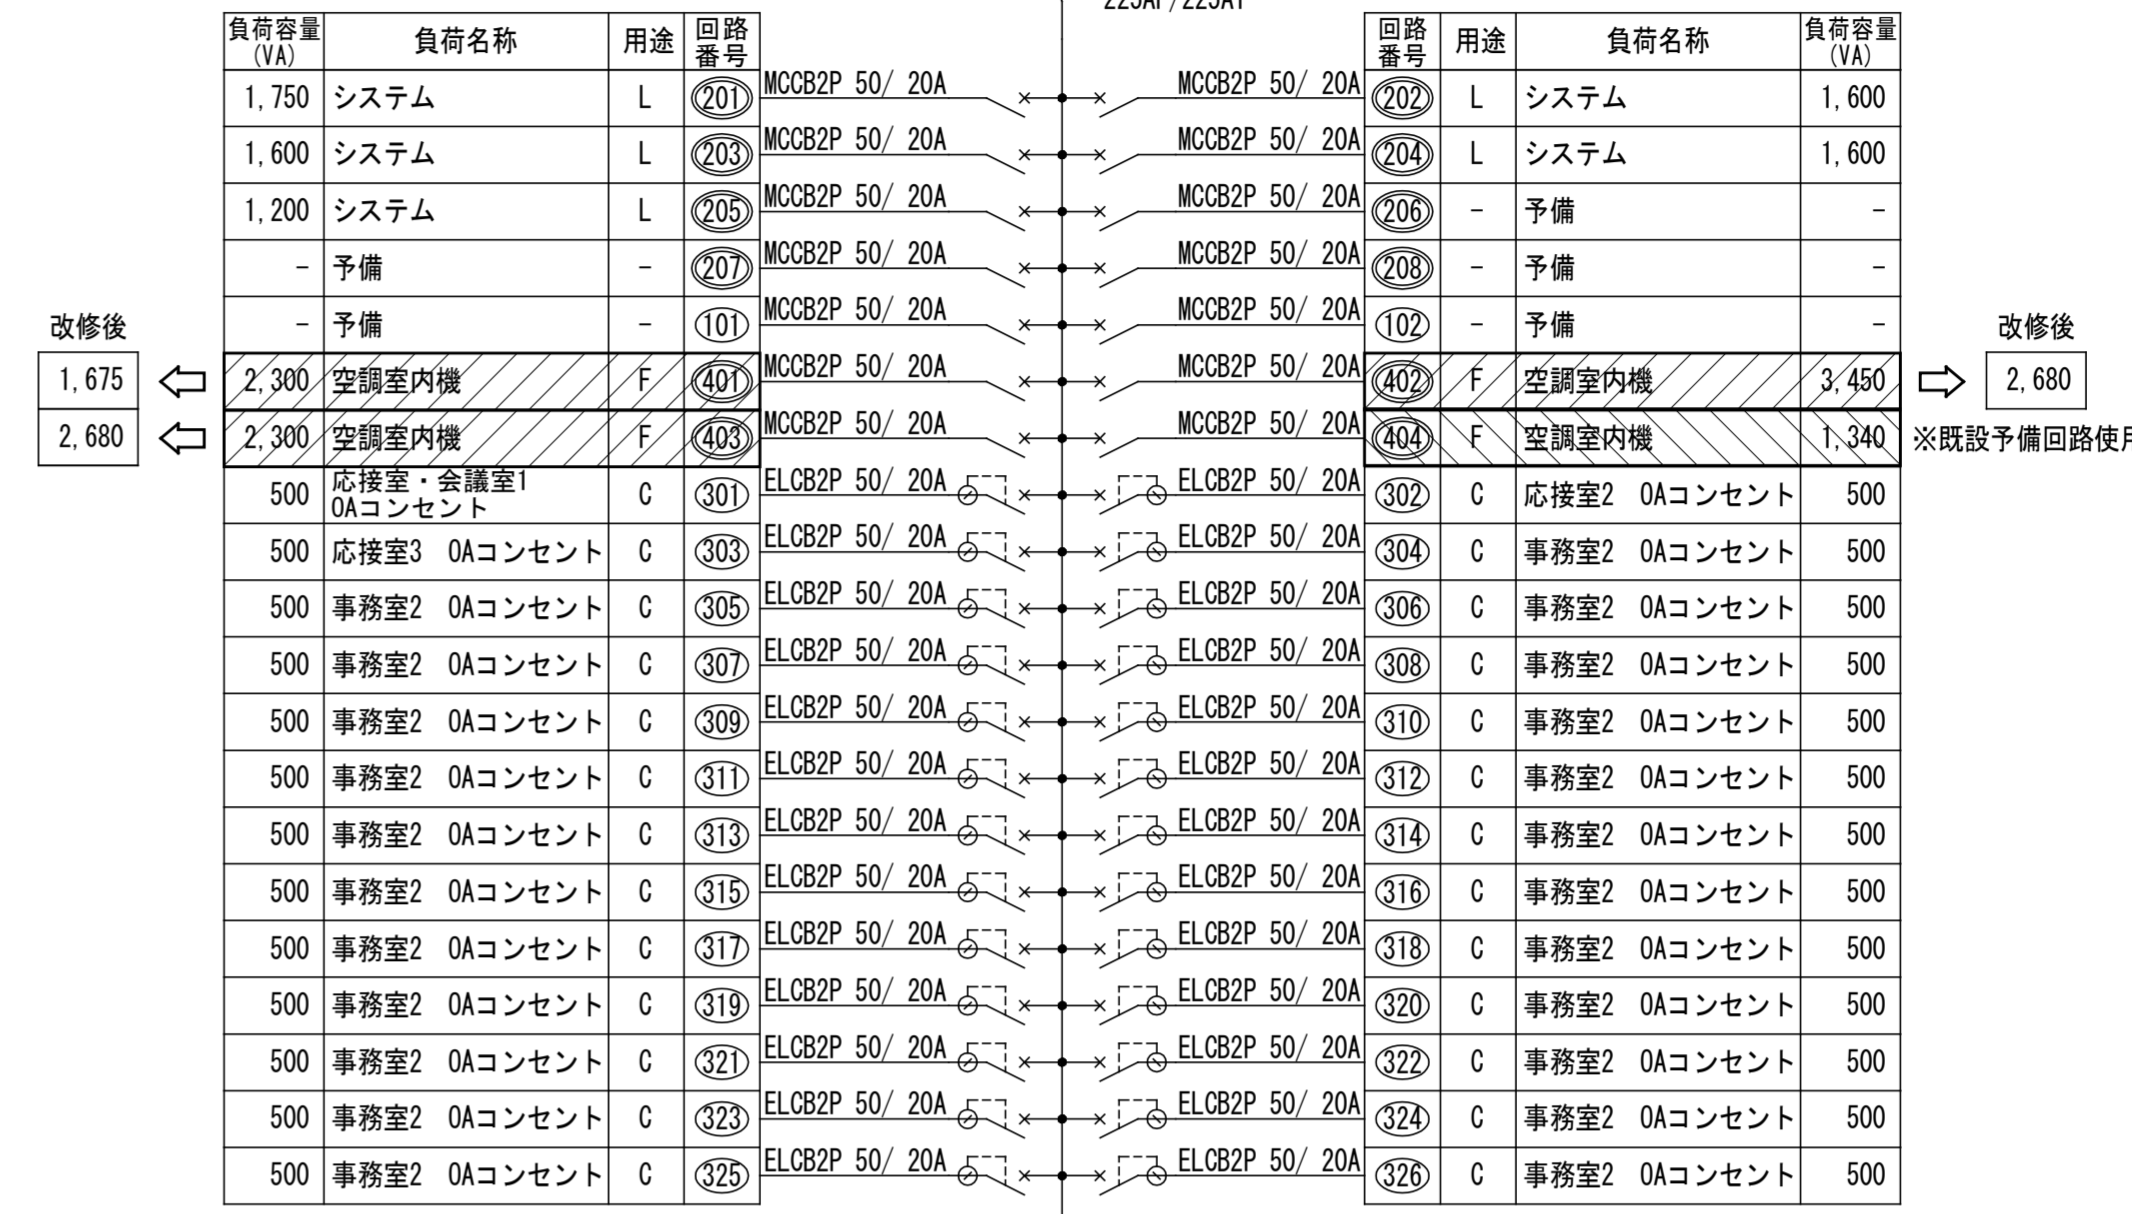 225AF/225AT
負荷容量
(VA) 負荷名称 用途 回路
番号
回路
番号 用途 負荷名称 負荷容量
(VA)
1,750 システム L 201 MCCB2P 50/ 20A MCCB2P 50/ 20A 202 L システム 1,600
1,600 システム L 203 MCCB2P 50/ 20A MCCB2P 50/ 20A 204 L システム 1,600
1,200 システム L 205 MCCB2P 50/ 20A MCCB2P 50/ 20A 206 - 予備 -
- 予備 - 207 MCCB2P 50/ 20A MCCB2P 50/ 20A 208 - 予備 -
改修後 - 予備 - 101 MCCB2P 50/ 20A MCCB2P 50/ 20A 102 - 予備 - 改修後
1,675 2,300 空調室内機 F 401 MCCB2P 50/ 20A MCCB2P 50/ 20A 402 F 空調室内機 3,450 2,680
2,680 2,300 空調室内機 F 403 MCCB2P 50/ 20A MCCB2P 50/ 20A 404 F 空調室内機 1,340 ※既設予備回路使用
500 応接室・会議室1
OAコンセント C 301 ELCB2P 50/ 20A ELCB2P 50/ 20A 302 C 応接室2 OAコンセント 500
500 応接室3 OAコンセント C 303 ELCB2P 50/ 20A ELCB2P 50/ 20A 304 C 事務室2 OAコンセント 500
500 事務室2 OAコンセント C 305 ELCB2P 50/ 20A ELCB2P 50/ 20A 306 C 事務室2 OAコンセント 500
500 事務室2 OAコンセント C 307 ELCB2P 50/ 20A ELCB2P 50/ 20A 308 C 事務室2 OAコンセント 500
500 事務室2 OAコンセント C 309 ELCB2P 50/ 20A ELCB2P 50/ 20A 310 C 事務室2 OAコンセント 500
500 事務室2 OAコンセント C 311 ELCB2P 50/ 20A ELCB2P 50/ 20A 312 C 事務室2 OAコンセント 500
500 事務室2 OAコンセント C 313 ELCB2P 50/ 20A ELCB2P 50/ 20A 314 C 事務室2 OAコンセント 500
500 事務室2 OAコンセント C 315 ELCB2P 50/ 20A ELCB2P 50/ 20A 316 C 事務室2 OAコンセント 500
500 事務室2 OAコンセント C 317 ELCB2P 50/ 20A ELCB2P 50/ 20A 318 C 事務室2 OAコンセント 500
500 事務室2 OAコンセント C 319 ELCB2P 50/ 20A ELCB2P 50/ 20A 320 C 事務室2 OAコンセント 500
500 事務室2 OAコンセント C 321 ELCB2P 50/ 20A ELCB2P 50/ 20A 322 C 事務室2 OAコンセント 500
500 事務室2 OAコンセント C 323 ELCB2P 50/ 20A ELCB2P 50/ 20A 324 C 事務室2 OAコンセント 500
500 事務室2 OAコンセント C 325 ELCB2P 50/ 20A ELCB2P 50/ 20A 326 C 事務室2 OAコンセント 500